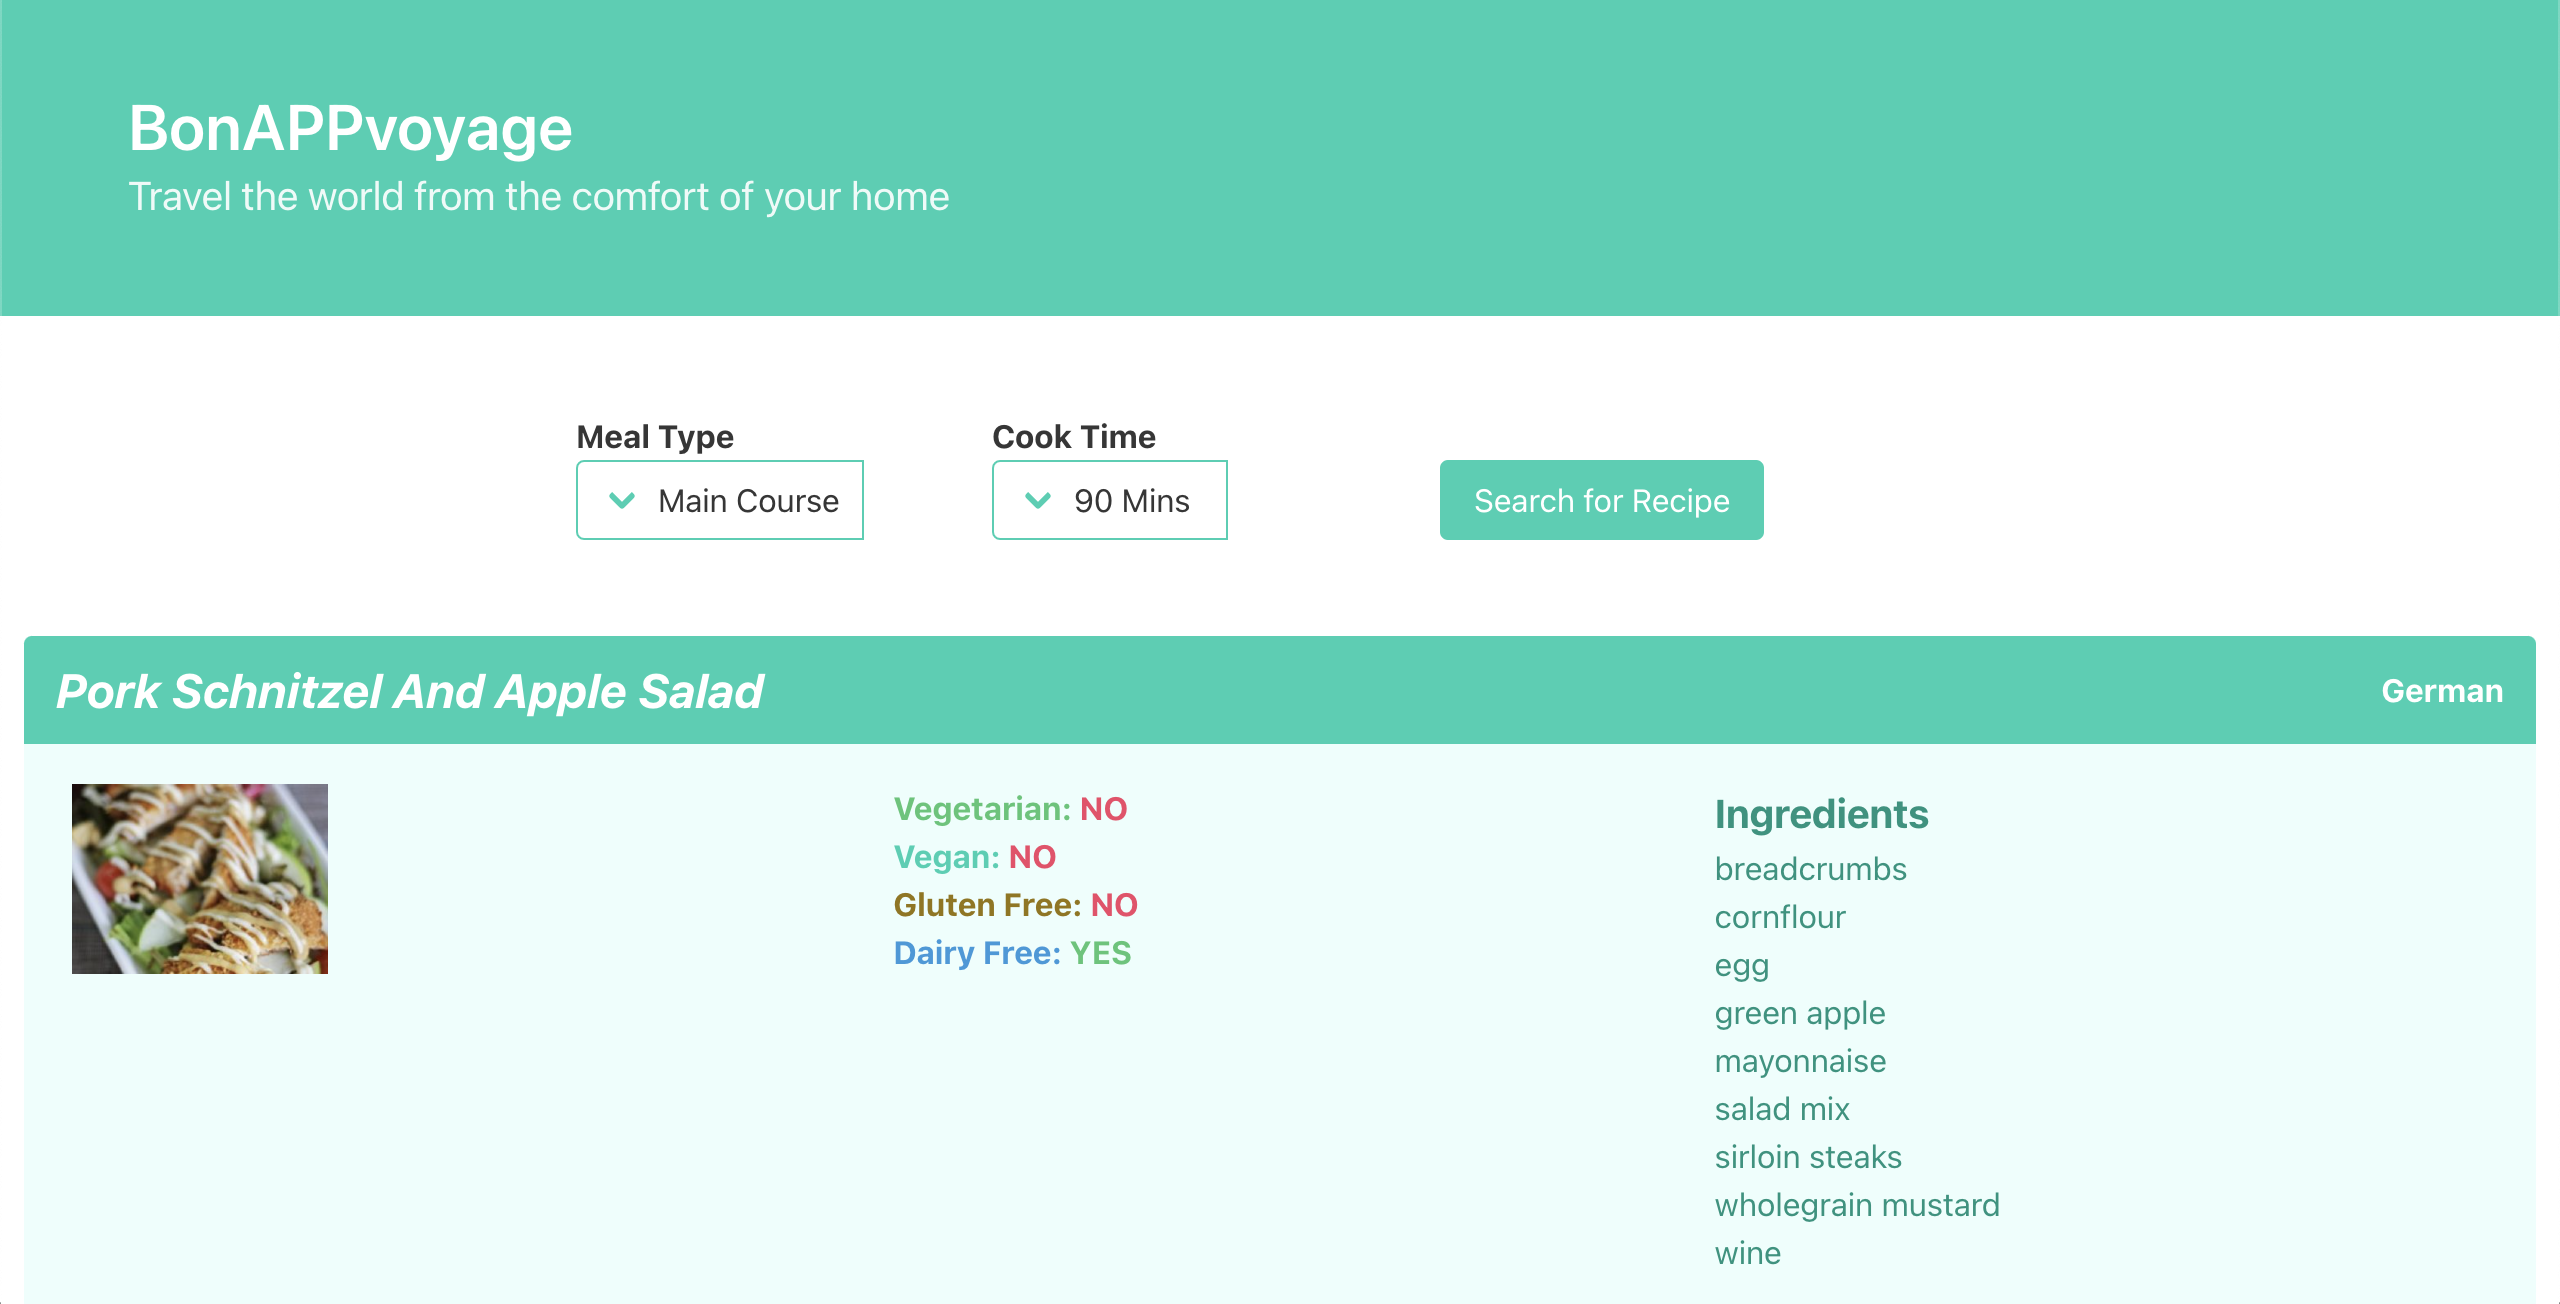 BonAPPvoyage
Travel the world from the comfort of your home
Meal Type
Cook Time
Main Course
90 Mins
Search for Recipe
Pork Schnitzel And Apple Salad
German
Vegetarian: NO
Vegan: NO
Gluten Free: NO
Dairy Free: YES
Ingredients
breadcrumbs
cornflour
egg
green apple
mayonnaise
salad mix
sirloin steaks
wholegrain mustard
wine